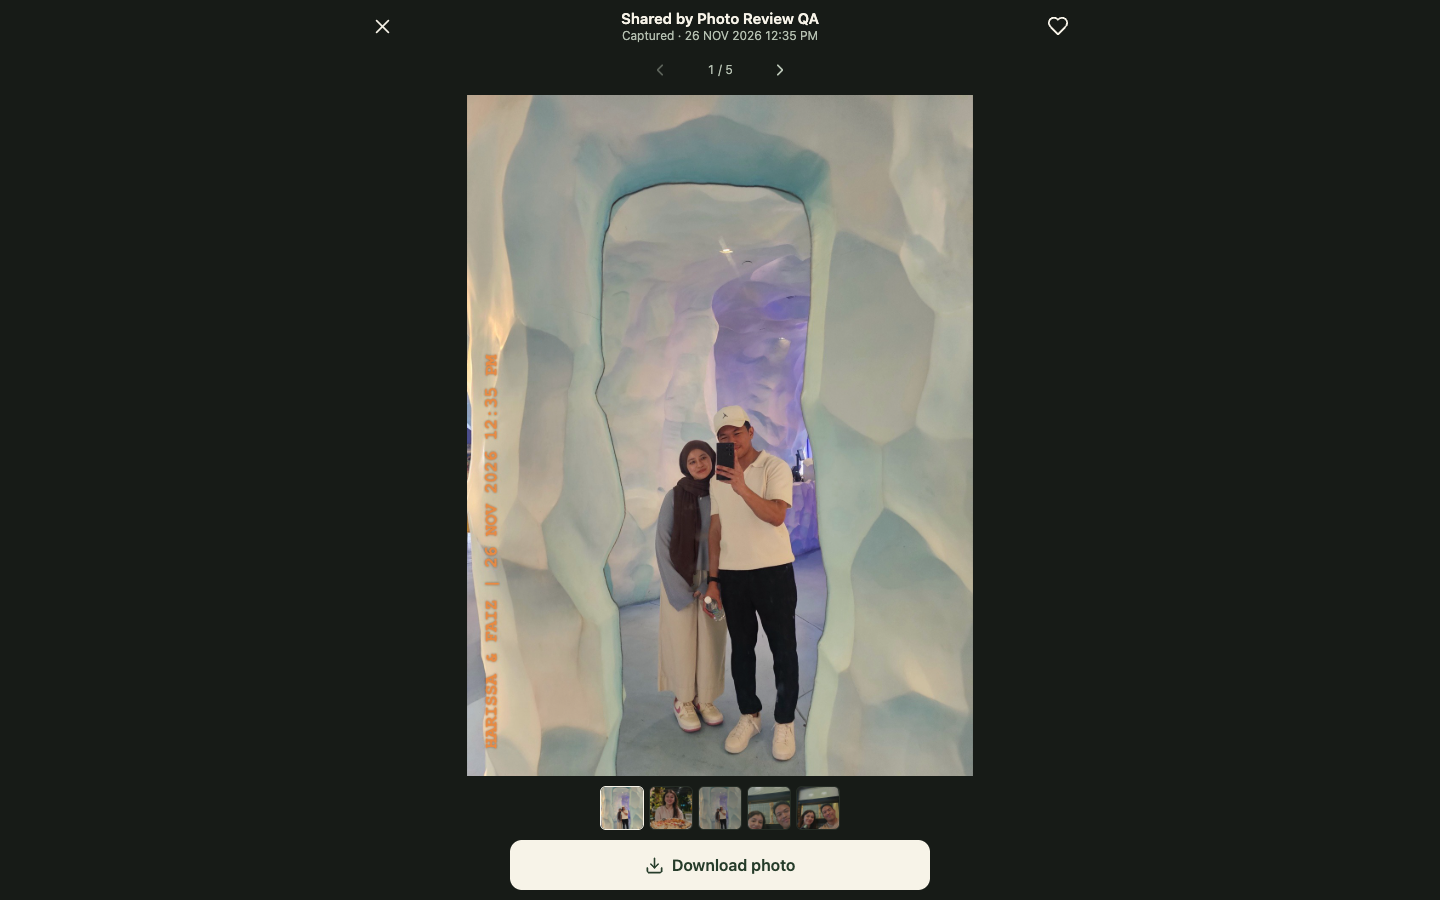 Shared by Photo Review QA
Captured · 26 NOV 2026 12:35 PM
1 / 5
HARISSA & FAIZ | 26 NOV 2026 12:35 PM
Download photo